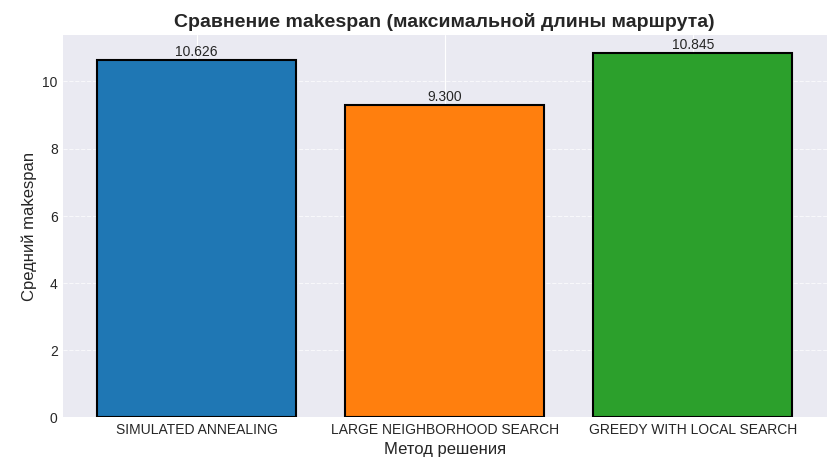 Сравнение makespan (максимальной длины маршрута)
10.626
9.300
10.845
10
8
6
4
2
0
Средний makespan
SIMULATED ANNEALING
LARGE NEIGHBORHOOD SEARCH
GREEDY WITH LOCAL SEARCH
Метод решения